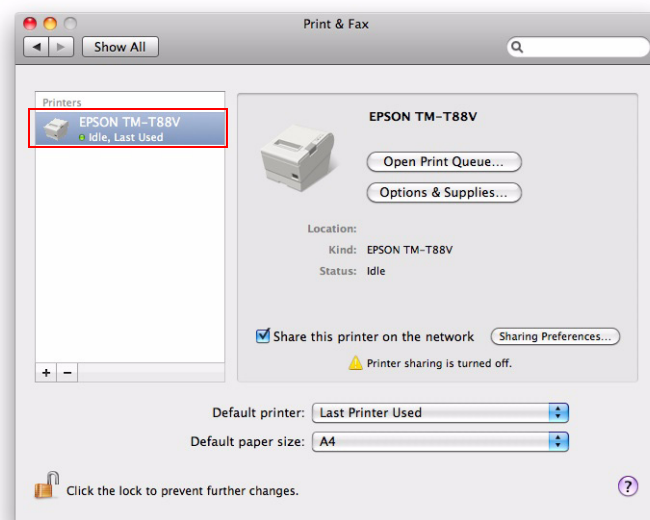 Print & Fax
Show All
Printers
EPSON TM-T88V
Idle, Last Used
EPSON TM-T88V
Open Print Queue...
Options & Supplies...
Location:
Kind: EPSON TM-T88V
Status: Idle
Share this printer on the network Sharing Preferences...
Printer sharing is turned off.
+ −
Default printer: Last Printer Used
Default paper size: A4
Click the lock to prevent further changes. ?